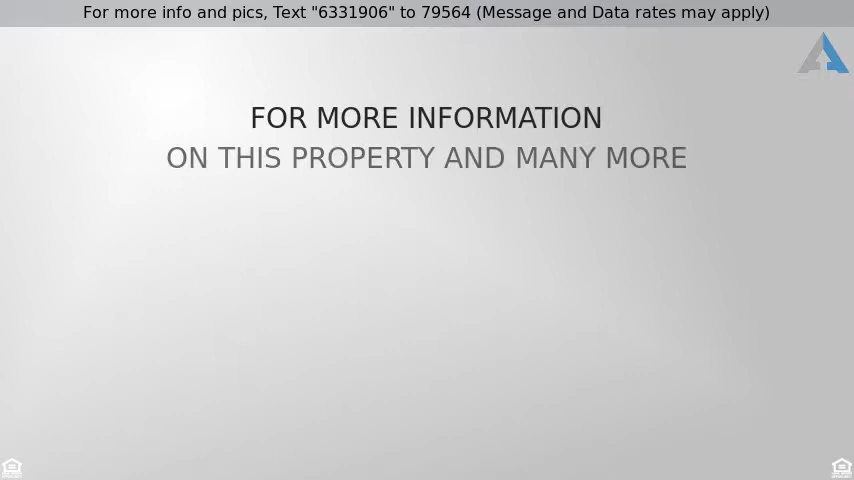 For more info and pics, Text "6331906" to 79564 (Message and Data rates may apply)
FOR MORE INFORMATION
ON THIS PROPERTY AND MANY MORE